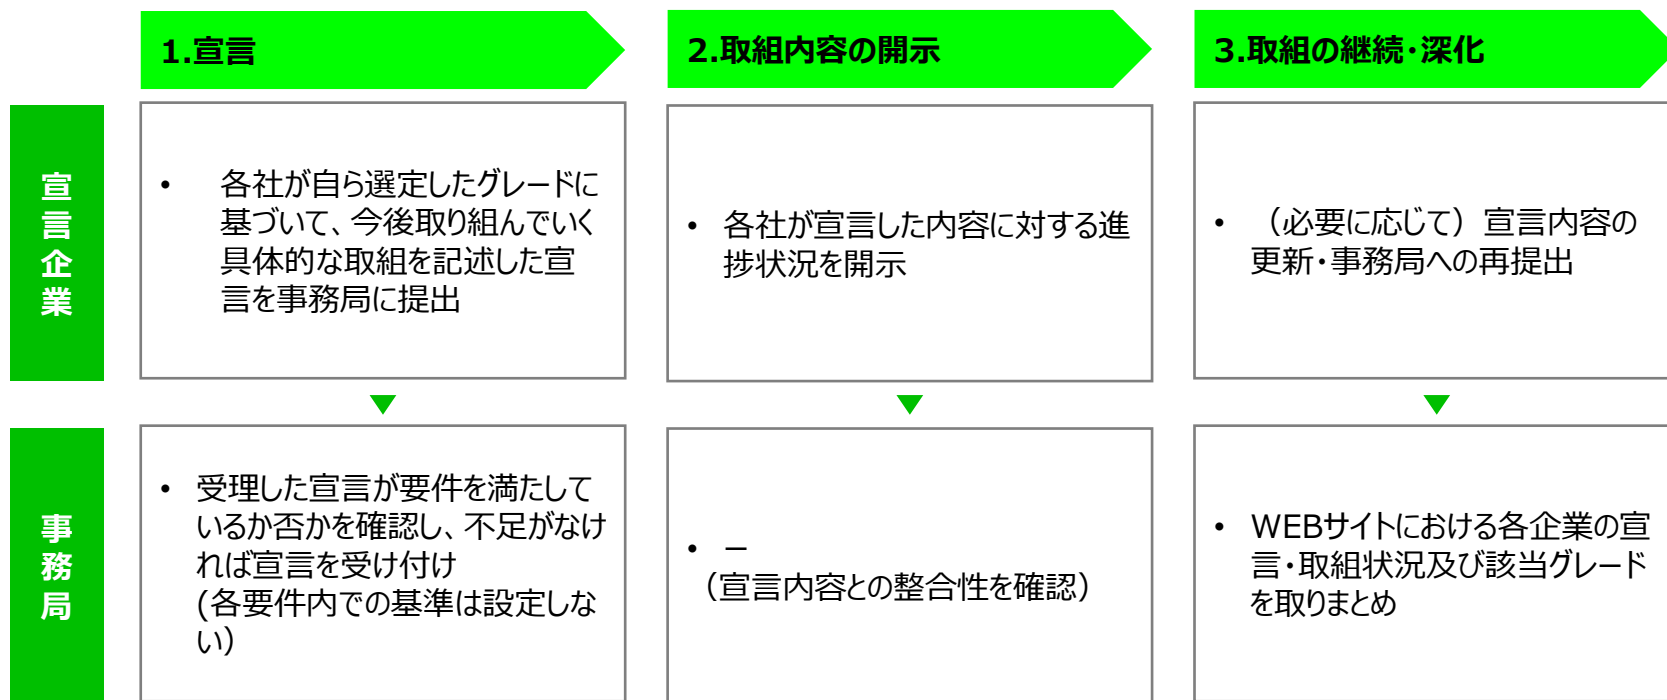 1.宣言
2.取組内容の開示
3.取組の継続・深化
宣言企業
• 各社が自ら選定したグレードに
基づいて、今後取り組んでいく
具体的な取組を記述した宣
言を事務局に提出
• 各社が宣言した内容に対する進
捗状況を開示
• （必要に応じて）宣言内容の
更新・事務局への再提出
事務局
• 受理した宣言が要件を満たして
いるか否かを確認し、不足がなけ
れば宣言を受け付け
(各要件内での基準は設定しな
い）
• －
（宣言内容との整合性を確認）
• WEBサイトにおける各企業の宣
言・取組状況及び該当グレード
を取りまとめ